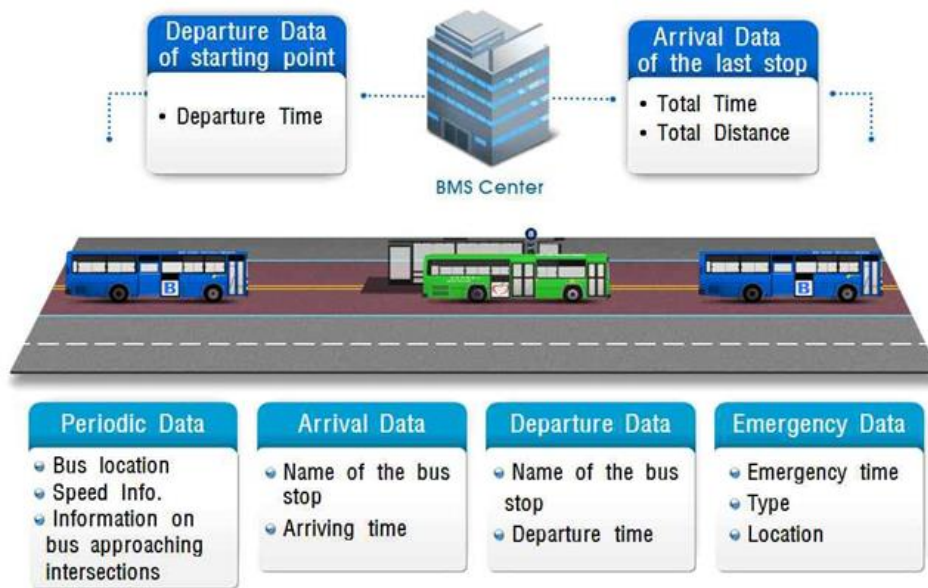 Departure Data
of starting point
• Departure Time
Arrival Data
of the last stop
• Total Time
• Total Distance
BMS Center
B
B
Periodic Data
Bus location
Speed Info.
Information on
bus approaching
intersections
Arrival Data
Name of the bus
stop
Arriving time
Departure Data
Name of the bus
stop
Departure time
Emergency Data
Emergency time
Type
Location